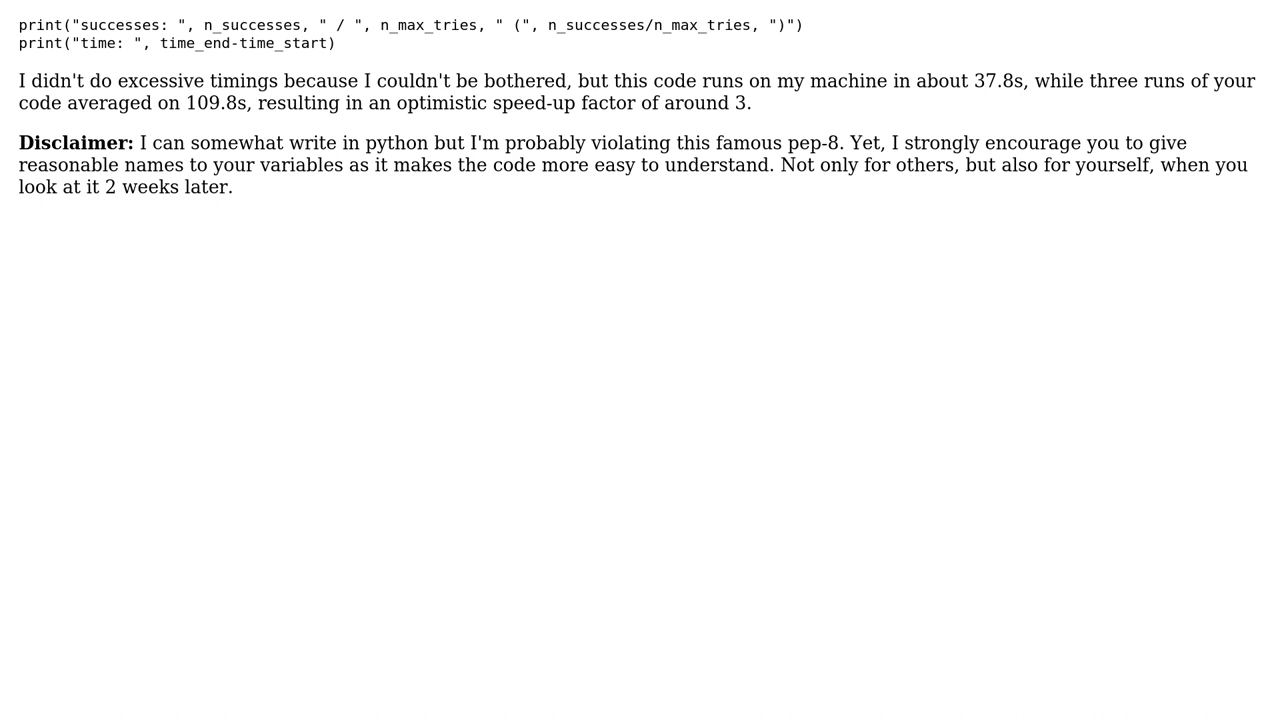 print("successes: ", n_successes, " / ", n_max_tries, " (", n_successes/n_max_tries, ")")
print("time: ", time_end-time_start)
I didn't do excessive timings because I couldn't be bothered, but this code runs on my machine in about 37.8s, while three runs of your
code averaged on 109.8s, resulting in an optimistic speed-up factor of around 3.
Disclaimer: I can somewhat write in python but I'm probably violating this famous pep-8. Yet, I strongly encourage you to give
reasonable names to your variables as it makes the code more easy to understand. Not only for others, but also for yourself, when you
look at it 2 weeks later.